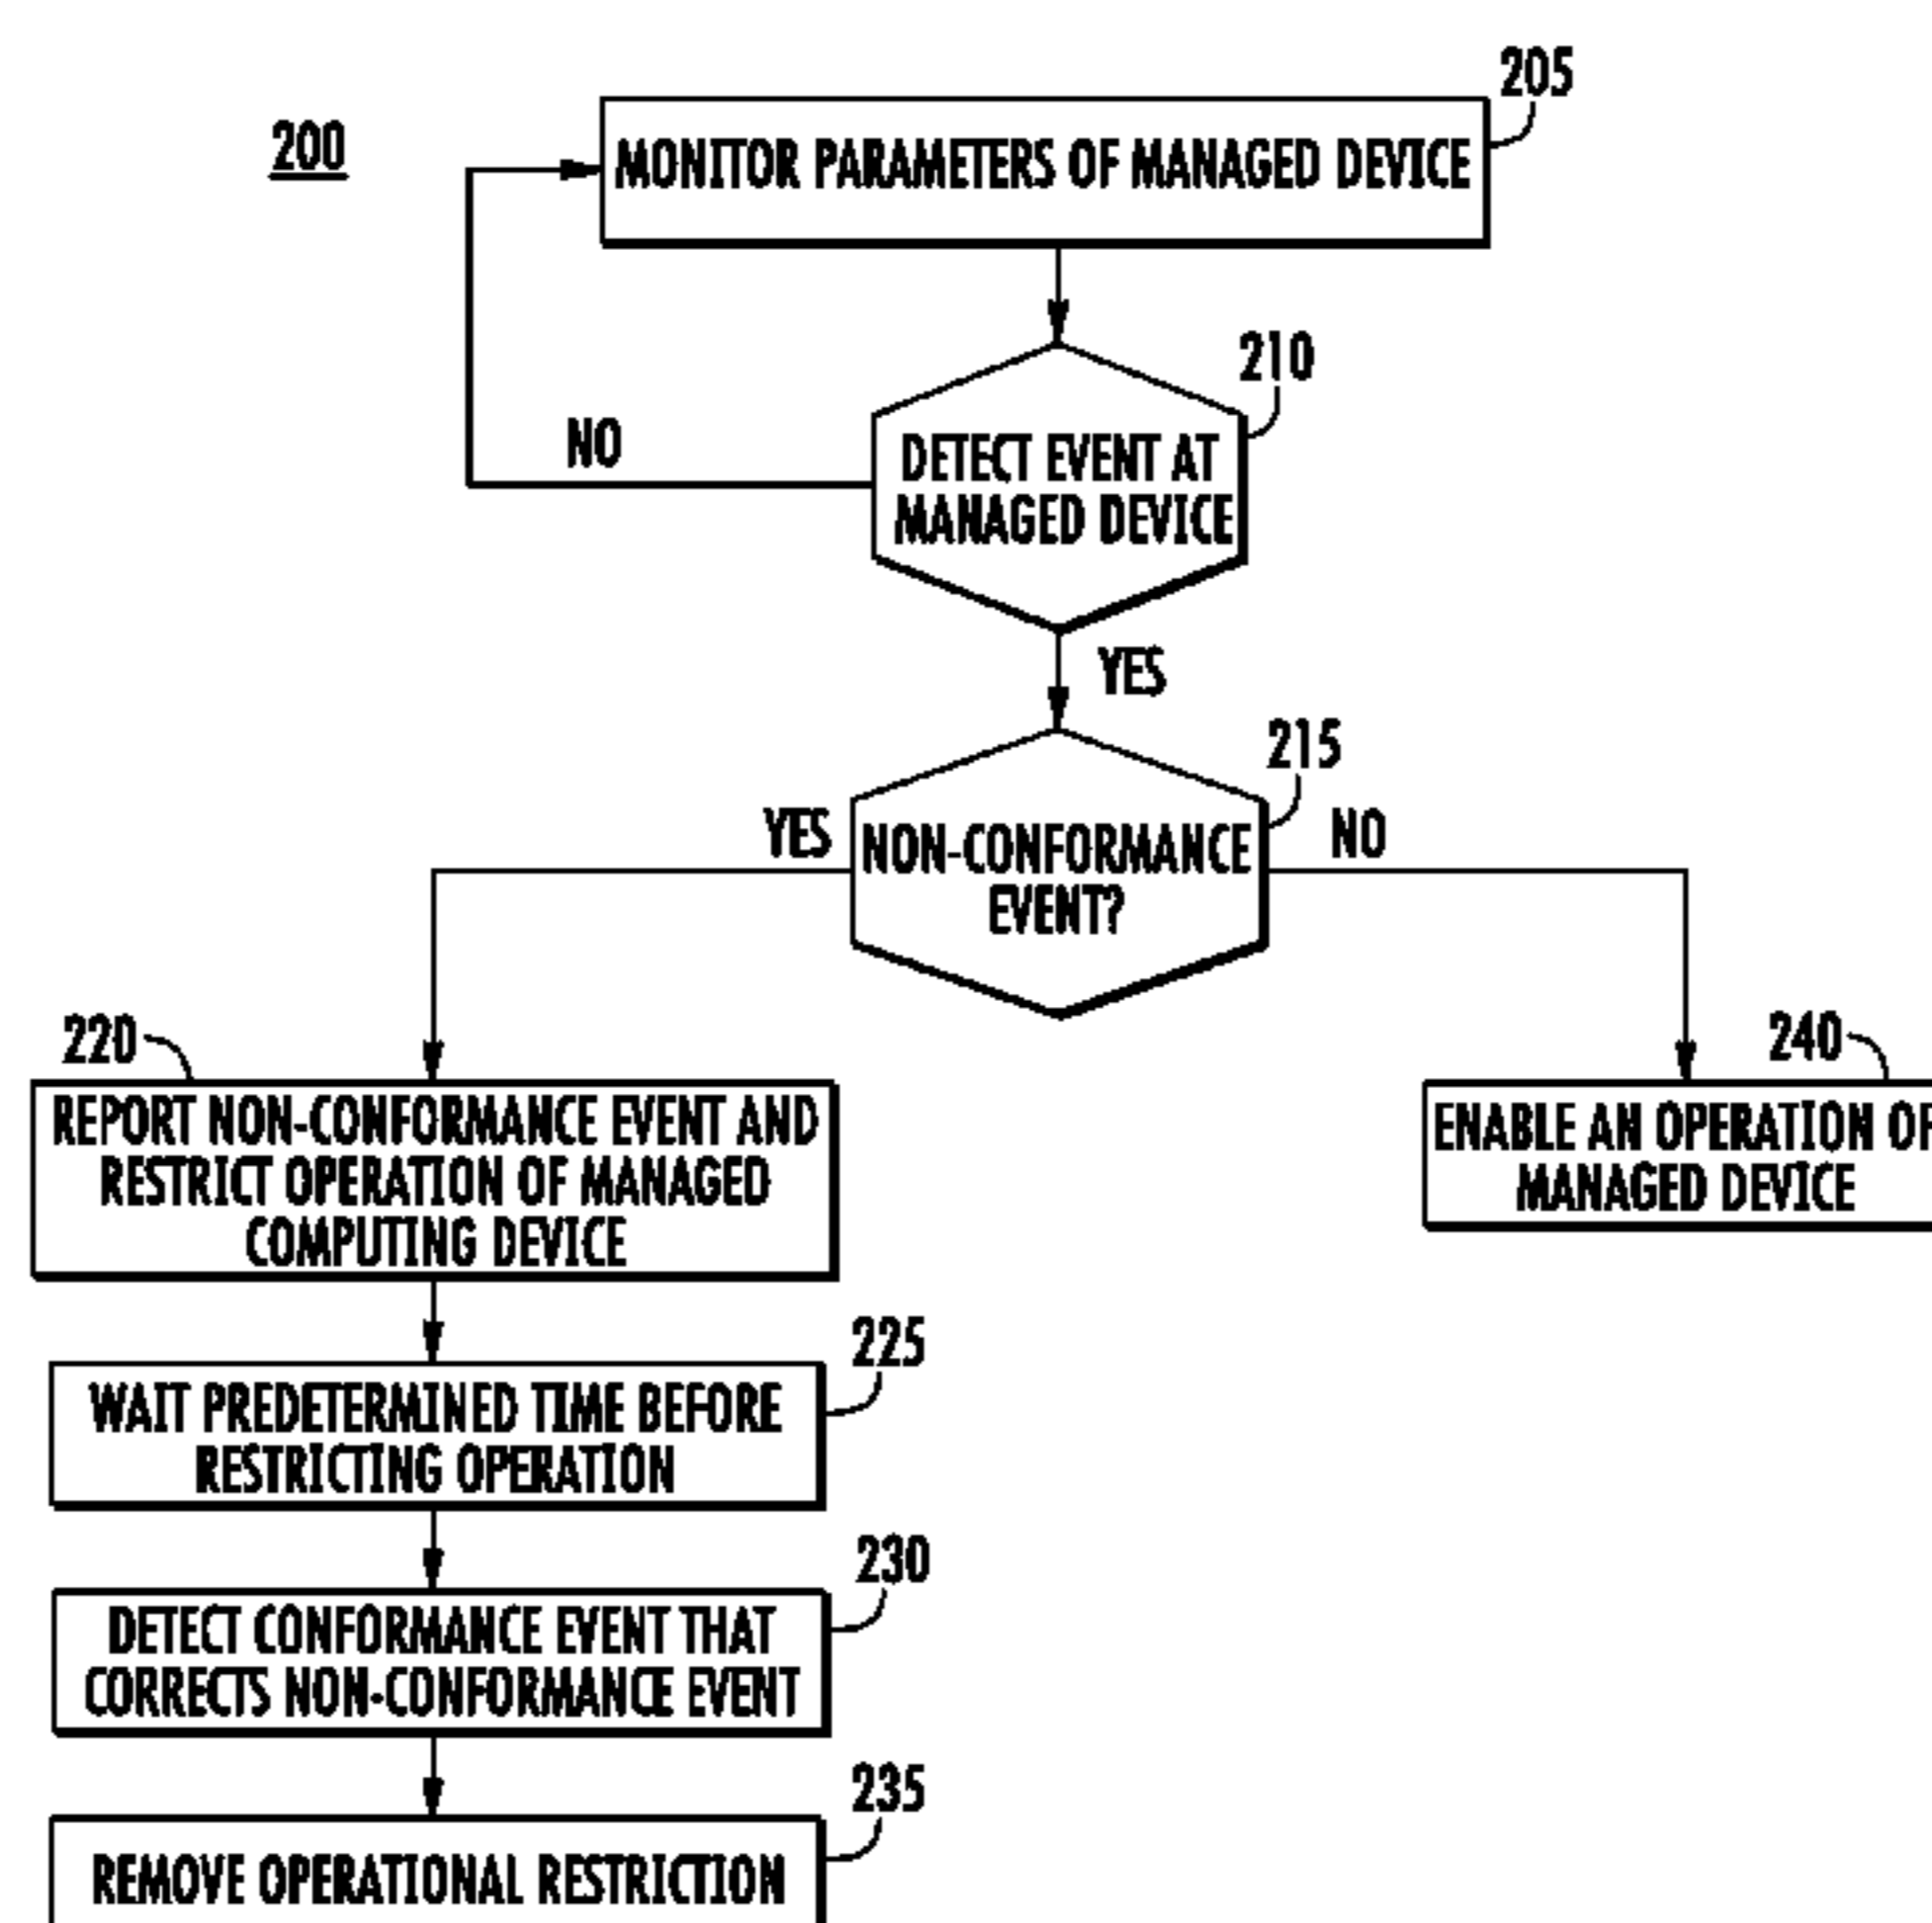 200
205
MONITOR PARAMETERS OF MANAGED DEVICE
210
NO
DETECT EVENT AT
MANAGED DEVICE
YES
215
YES
NON-CONFORMANCE
EVENT?
NO
220
REPORT NON-CONFORMANCE EVENT AND
RESTRICT OPERATION OF MANAGED
COMPUTING DEVICE
240
ENABLE AN OPERATION OF
MANAGED DEVICE
225
WAIT PREDETERMINED TIME BEFORE
RESTRICTING OPERATION
230
DETECT CONFORMANCE EVENT THAT
CORRECTS NON-CONFORMANCE EVENT
235
REMOVE OPERATIONAL RESTRICTION